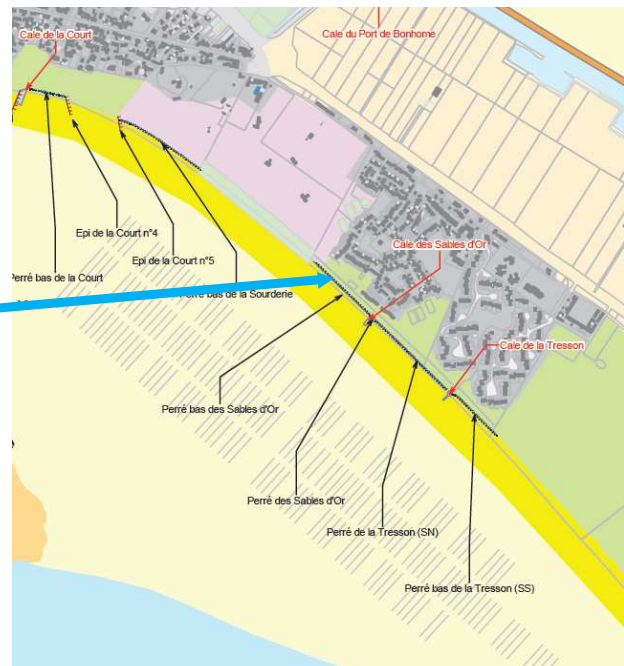 Cale de la Court
Cale du Port de Bonhome
Epi de la Court n°4
Cale des Sables d'Or
Epi de la Court n°5
Perré bas de la Court
Perré bas de la Sourderie
Cale de la Tresson
Perré bas des Sables d'Or
Perré des Sables d'Or
Perré de la Tresson (SN)
Perré bas de la Tresson (SS)